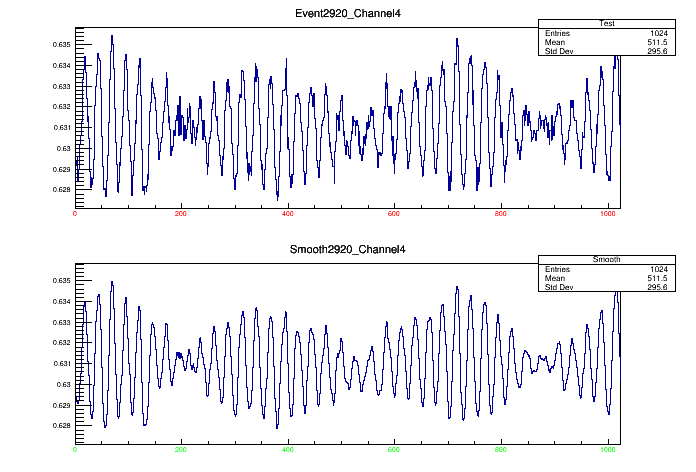 Event2920_Channel4
Test
Entries 1024
Mean 511.5
Std Dev 295.6
0.635
0.634
0.633
0.632
0.631
0.63
0.629
0.628
0 200 400 600 800 1000
Smooth2920_Channel4
Smooth
Entries 1024
Mean 511.5
Std Dev 295.6
0.635
0.634
0.633
0.632
0.631
0.63
0.629
0.628
0 200 400 600 800 1000